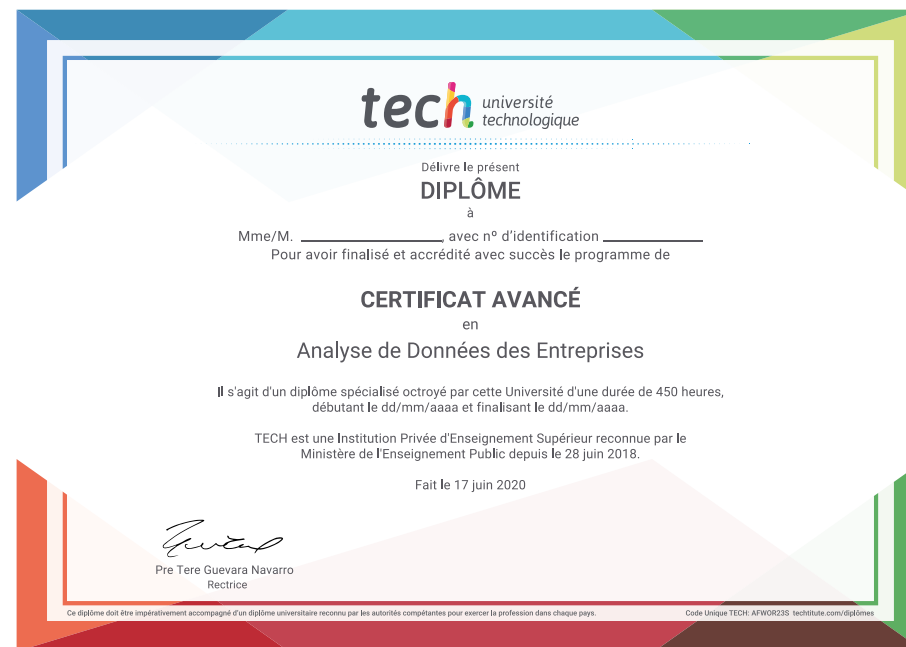 tech université
technologique
Délivre le présent
DIPLÔME
à
Mme/M. ____________, avec nº d'identification ____________
Pour avoir finalisé et accrédité avec succès le programme de
CERTIFICAT AVANCÉ
en
Analyse de Données des Entreprises
Il s'agit d'un diplôme spécialisé octroyé par cette Université d'une durée de 450 heures,
débutant le dd/mm/aaaa et finalisant le dd/mm/aaaa.
TECH est une Institution Privée d'Enseignement Supérieur reconnue par le
Ministère de l'Enseignement Public depuis le 28 juin 2018.
Fait le 17 juin 2020
Pre Tere Guevara Navarro
Rectrice
Ce diplôme doit être impérativement accompagné d'un diplôme universitaire reconnu par les autorités compétantes pour exercer la profession dans chaque pays.
Code Unique TECH: AFWOR23S techtitute.com/diplômes